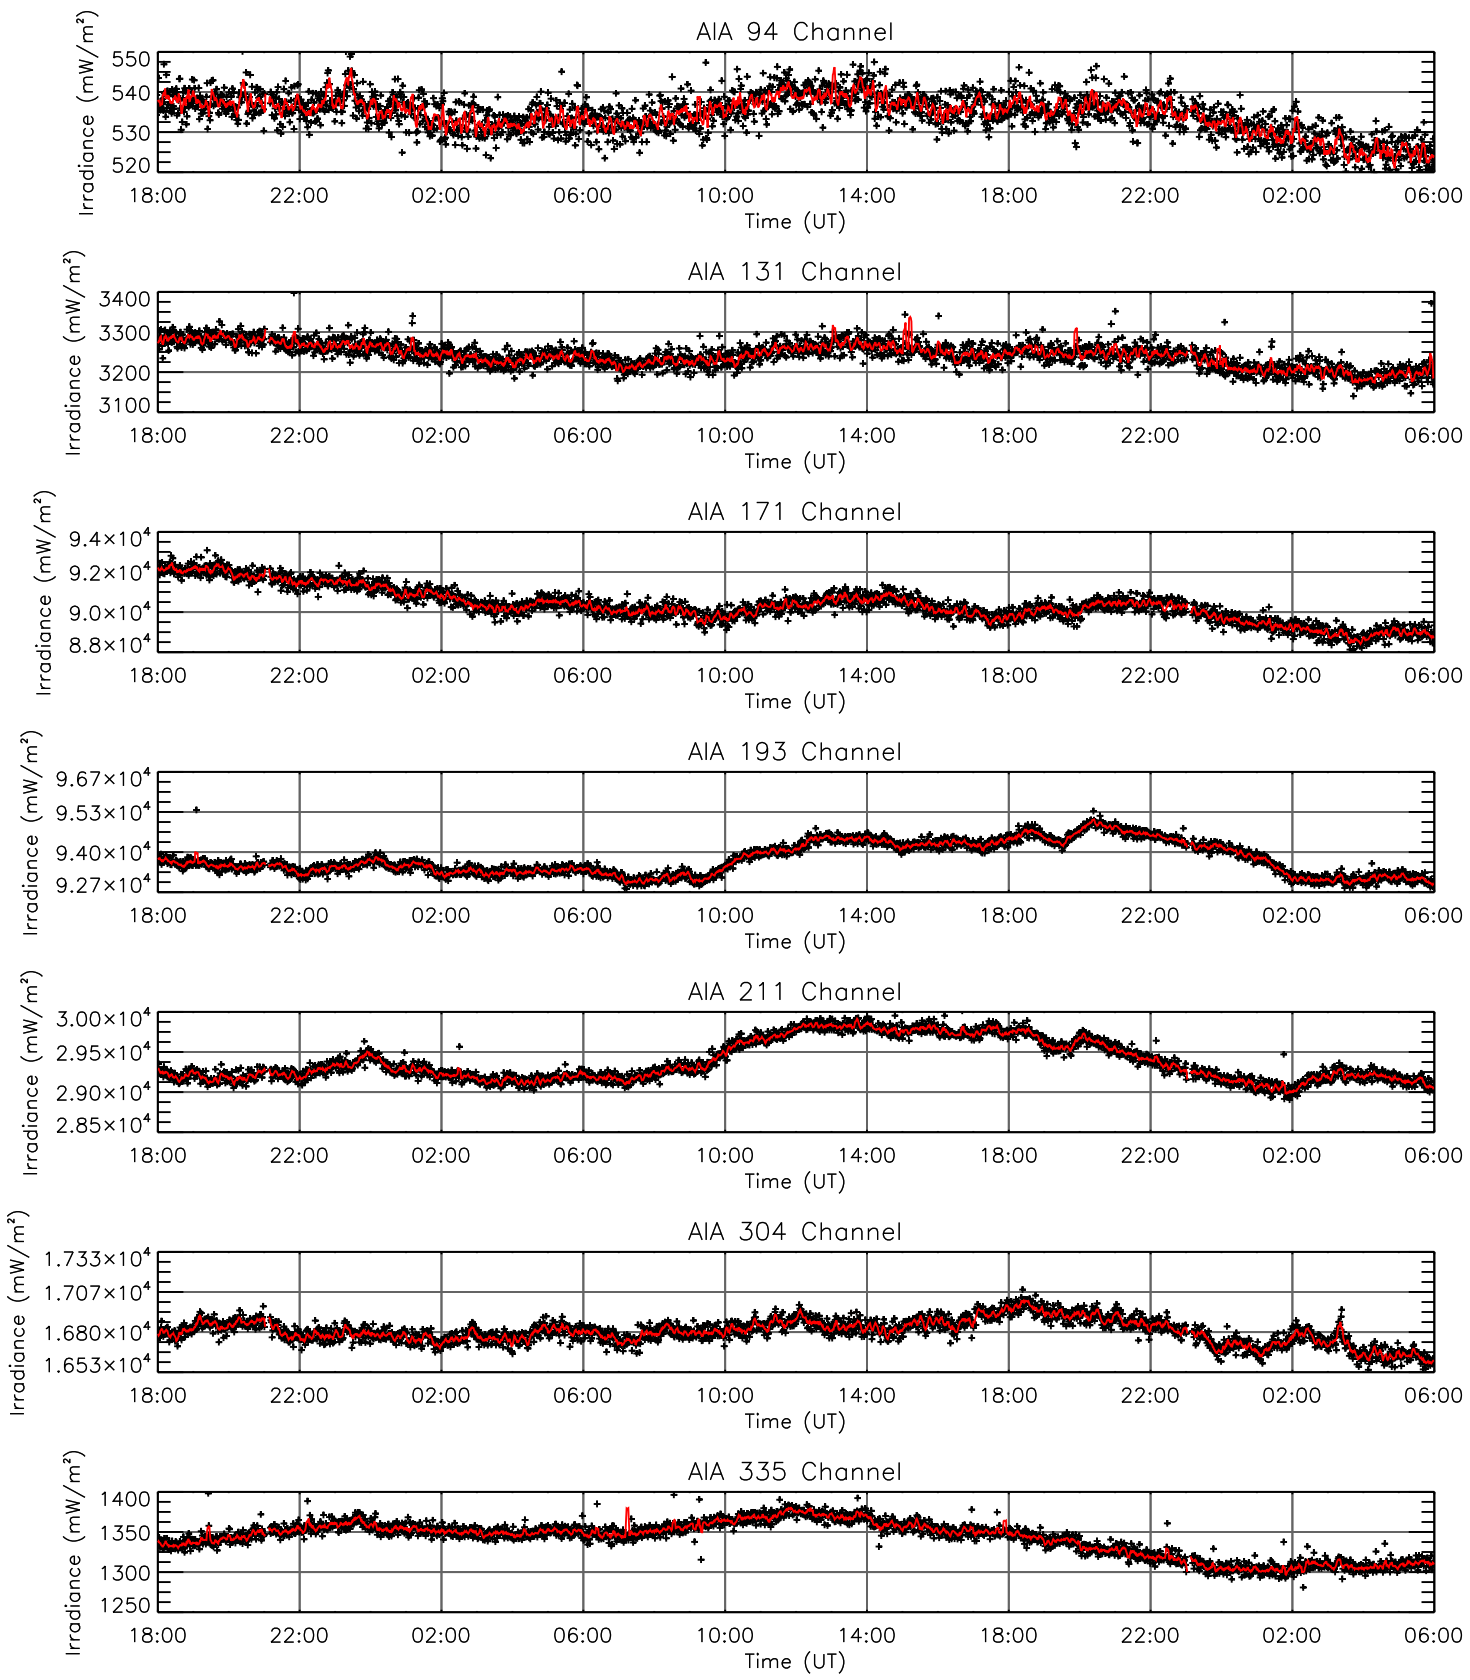 AIA 94 Channel
Irradiance (mW/m²)
550
540
530
520
18:00 22:00 02:00 06:00 10:00 14:00 18:00 22:00 02:00 06:00
Time (UT)
AIA 131 Channel
Irradiance (mW/m²)
3400
3300
3200
3100
18:00 22:00 02:00 06:00 10:00 14:00 18:00 22:00 02:00 06:00
Time (UT)
AIA 171 Channel
Irradiance (mW/m²)
9.4×10⁴
9.2×10⁴
9.0×10⁴
8.8×10⁴
18:00 22:00 02:00 06:00 10:00 14:00 18:00 22:00 02:00 06:00
Time (UT)
AIA 193 Channel
Irradiance (mW/m²)
9.67×10⁴
9.53×10⁴
9.40×10⁴
9.27×10⁴
18:00 22:00 02:00 06:00 10:00 14:00 18:00 22:00 02:00 06:00
Time (UT)
AIA 211 Channel
Irradiance (mW/m²)
3.00×10⁴
2.95×10⁴
2.90×10⁴
2.85×10⁴
18:00 22:00 02:00 06:00 10:00 14:00 18:00 22:00 02:00 06:00
Time (UT)
AIA 304 Channel
Irradiance (mW/m²)
1.733×10⁴
1.707×10⁴
1.680×10⁴
1.653×10⁴
18:00 22:00 02:00 06:00 10:00 14:00 18:00 22:00 02:00 06:00
Time (UT)
AIA 335 Channel
Irradiance (mW/m²)
1400
1350
1300
1250
18:00 22:00 02:00 06:00 10:00 14:00 18:00 22:00 02:00 06:00
Time (UT)